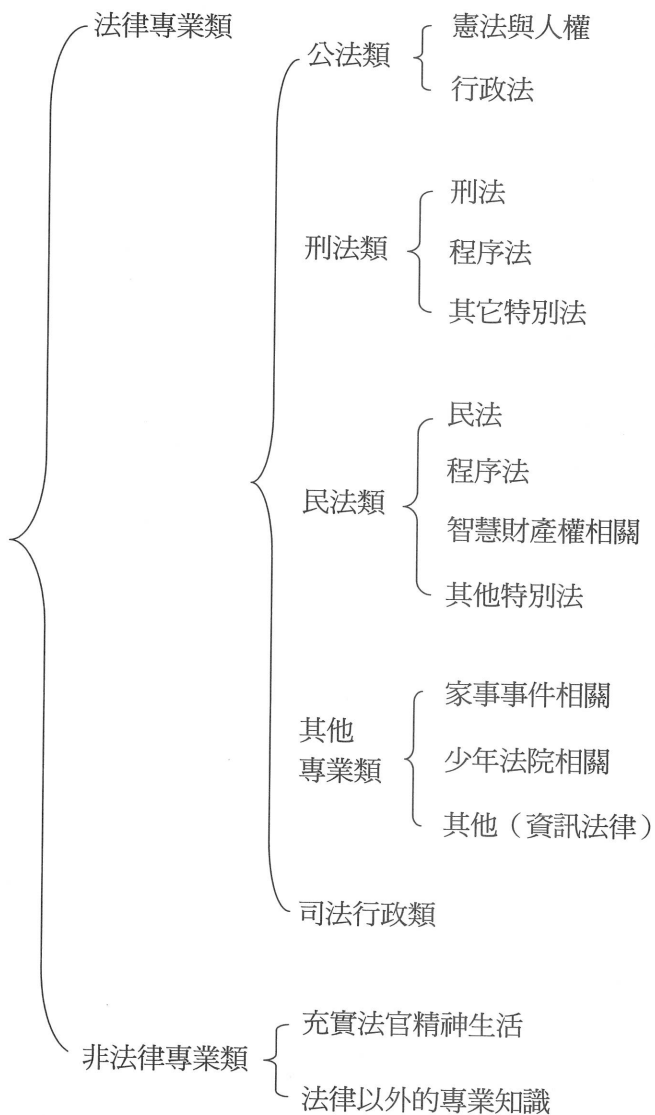 法律專業類
公法類
憲法與人權
行政法
刑法類
刑法
程序法
其它特別法
民法類
民法
程序法
智慧財產權相關
其他特別法
其他
專業類
家事事件相關
少年法院相關
其他（資訊法律）
司法行政類
非法律專業類
充實法官精神生活
法律以外的專業知識